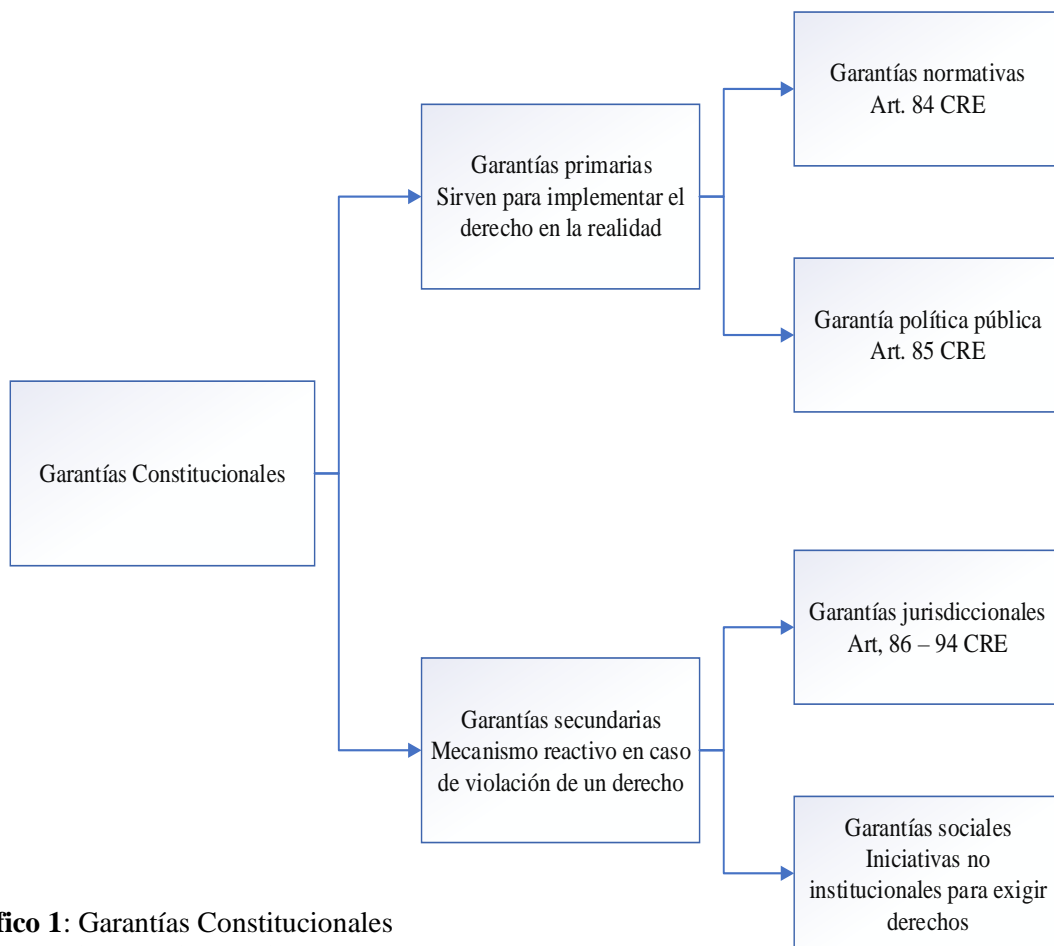 Garantías normativas
Art. 84 CRE
Garantías primarias
Sirven para implementar el
derecho en la realidad
Garantía política pública
Art. 85 CRE
Garantías Constitucionales
Garantías jurisdiccionales
Art, 86 – 94 CRE
Garantías secundarias
Mecanismo reactivo en caso
de violación de un derecho
Garantías sociales
Iniciativas no
institucionales para exigir
derechos
fico 1: Garantías Constitucionales